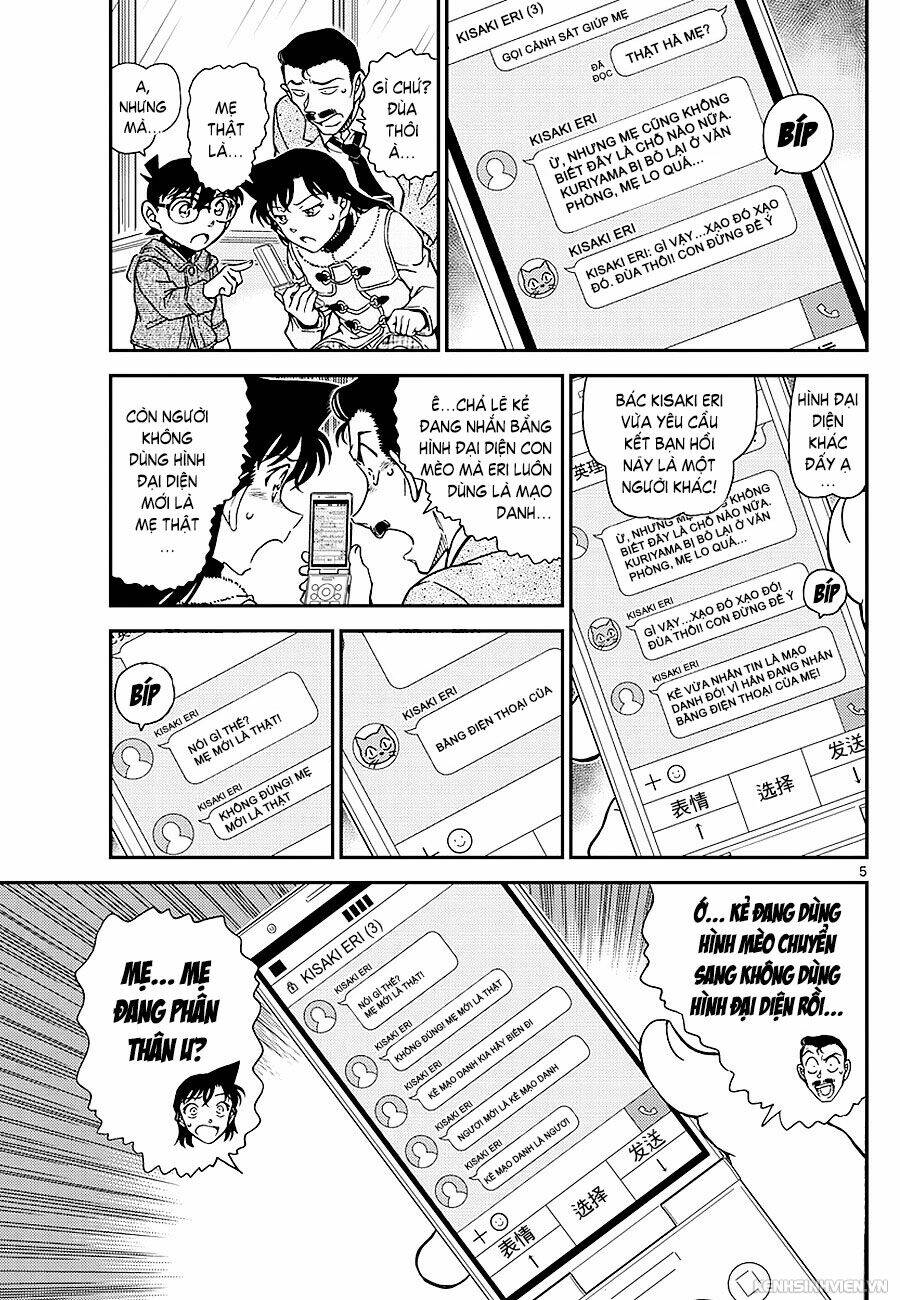 KISAKI ERI (3)
GỌI CẢNH SÁT GIÚP MẸ
ĐÃ
ĐỌC
THẬT HẢ MẸ?
BÍP
KISAKI ERI
Ừ, NHƯNG MẸ CŨNG KHÔNG
BIẾT ĐÂY LÀ CHỖ NÀO NỮA.
KURIYAMA BỊ BỎ LẠI Ở VĂN
PHÒNG, MẸ LO QUÁ...
KISAKI ERI
KISAKI ERI: GÌ VẬY...XẠO ĐÓ XẠO
ĐÓ. ĐÙA THÔI! CON ĐỪNG ĐỂ Ý
GÌ CHỨ?
ĐÙA
THÔI
À...
MẸ
THẬT
LÀ...
A,
NHƯNG
MÀ...
HÌNH ĐẠI
DIỆN
KHÁC
ĐẤY Ạ...
BÁC KISAKI ERI
VỪA YÊU CẦU
KẾT BẠN HỒI
NÃY LÀ MỘT
NGƯỜI KHÁC!
英理
Ừ, NHƯNG MẸ CŨNG KHÔNG
BIẾT ĐÂY LÀ CHỖ NÀO NỮA.
KURIYAMA BỊ BỎ LẠI Ở VĂN
PHÒNG, MẸ LO QUÁ...
BÍP
KISAKI ERI
GÌ VẬY...XẠO ĐÓ XẠO ĐÓ!
ĐÙA THÔI! CON ĐỪNG ĐỂ Ý
KISAKI ERI
KẺ VỪA NHẮN TIN LÀ MẠO
DANH ĐÓ! VÌ HẮN ĐANG NHẮN
BẰNG ĐIỆN THOẠI CỦA MẸ!
表情
选择
发送
Ê...CHẢ LẼ KẺ
ĐANG NHẮN BẰNG
HÌNH ĐẠI DIỆN CON
MÈO MÀ ERI LUÔN
DÙNG LÀ MẠO
DANH...
CÒN NGƯỜI
KHÔNG
DÙNG HÌNH
ĐẠI DIỆN
MỚI LÀ
MẸ THẬT
...
KISAKI ERI
BẰNG ĐIỆN THOẠI CỦA
BÍP
KISAKI ERI
NÓI GÌ THẾ?
MẸ MỚI LÀ THẬT!
KISAKI ERI
KHÔNG ĐÚNG! MẸ
MỚI LÀ THẬT
5
Ớ... KẺ ĐANG DÙNG
HÌNH MÈO CHUYỂN
SANG KHÔNG DÙNG
HÌNH ĐẠI DIỆN RỒI...
KISAKI ERI (3)
KISAKI ERI
NÓI GÌ THẾ?
MẸ MỚI LÀ THẬT!
KISAKI ERI
KHÔNG ĐÚNG! MẸ MỚI LÀ THẬT
KISAKI ERI
KẺ MẠO DANH KIA HÃY BIẾN ĐI
KISAKI ERI
NGƯƠI MỚI LÀ KẺ MẠO DANH
KISAKI ERI
KẺ MẠO DANH LÀ NGƯƠI
表情
选择
发送
MẸ... MẸ
ĐANG PHÂN
THÂN Ư?
KENHSINHVIEN.VN